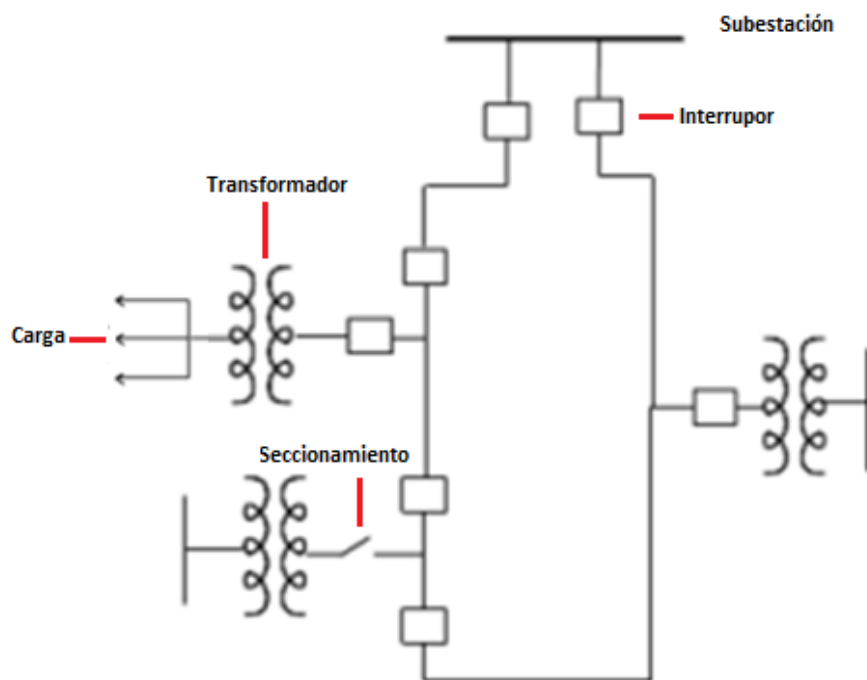 Subestación
Interrupor
Transformador
Carga
Seccionamiento